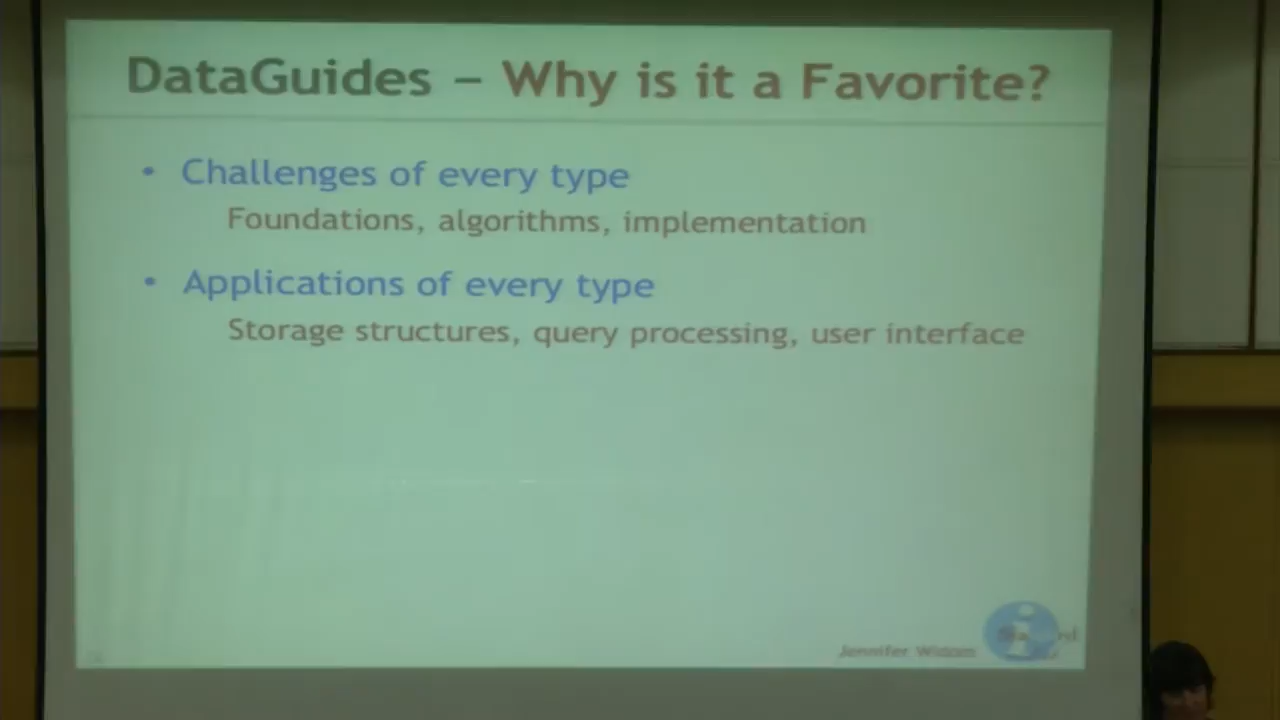 DataGuides – Why is it a Favorite?
• Challenges of every type
Foundations, algorithms, implementation
• Applications of every type
Storage structures, query processing, user interface
Jennifer Widom